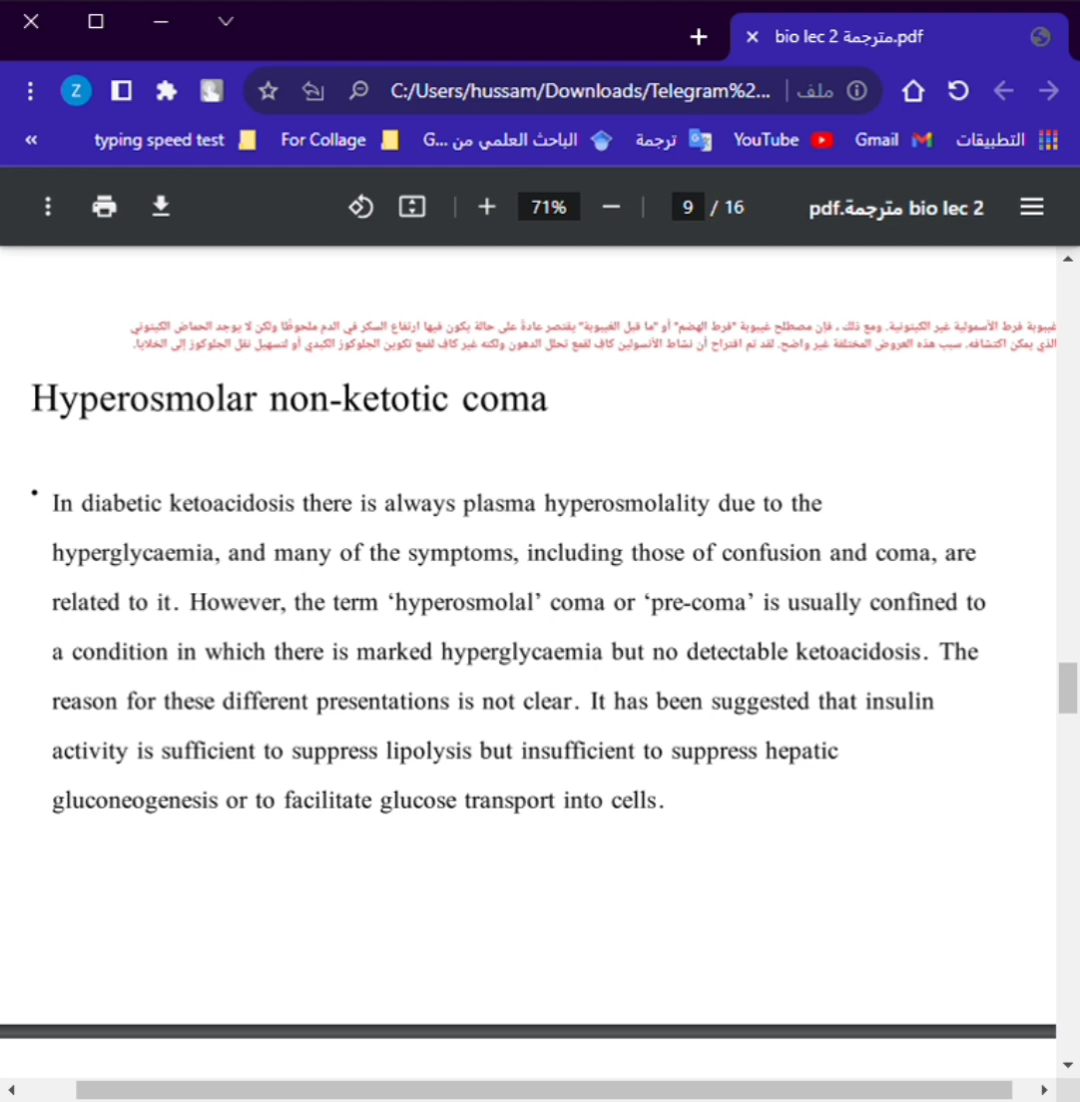 bio lec 2 مترجمة.pdf
Z
C:/Users/hussam/Downloads/Telegram%2... | ملف
typing speed test
For Collage
الباحث العلمي من G...
ترجمة
YouTube
Gmail
التطبيقات
71%
9 / 16
bio lec 2 مترجمة.pdf
غيبوبة فرط الأسمولية غير الكيتونية. ومع ذلك ، فإن مصطلح غيبوبة "فرط الهضم" أو "ما قبل الغيبوبة" يقتصر عادة على حالة يكون فيها ارتفاع السكر في الدم ملحوظا ولكن لا يوجد الحماض الكيتوني
الذي يمكن اكتشافه. سبب هذه العروض المختلفة غير واضح. لقد تم اقتراح أن نشاط الأنسولين كافٍ لقمع تحلل الدهون ولكنه غير كافٍ لقمع تكوين الجلوكوز الكبدي أو لتسهيل نقل الجلوكوز إلى الخلايا.
Hyperosmolar non-ketotic coma
• In diabetic ketoacidosis there is always plasma hyperosmolality due to the
hyperglycaemia, and many of the symptoms, including those of confusion and coma, are
related to it. However, the term ‘hyperosmolal’ coma or ‘pre-coma’ is usually confined to
a condition in which there is marked hyperglycaemia but no detectable ketoacidosis. The
reason for these different presentations is not clear. It has been suggested that insulin
activity is sufficient to suppress lipolysis but insufficient to suppress hepatic
gluconeogenesis or to facilitate glucose transport into cells.